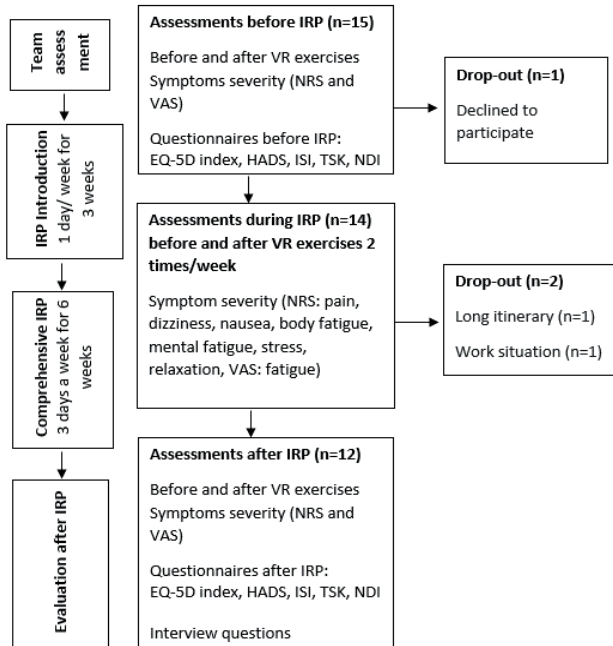 Team
assess
ment
IRP Introduction
1 day/ week for
3 weeks
Comprehensive IRP
3 days a week for 6
weeks
Evaluation after IRP
Assessments before IRP (n=15)
Before and after VR exercises
Symptoms severity (NRS and
VAS)
Questionnaires before IRP:
EQ-5D index, HADS, ISI, TSK, NDI
Drop-out (n=1)
Declined to
participate
Assessments during IRP (n=14)
before and after VR exercises 2
times/week
Symptom severity (NRS: pain,
dizziness, nausea, body fatigue,
mental fatigue, stress,
relaxation, VAS: fatigue)
Drop-out (n=2)
Long itinerary (n=1)
Work situation (n=1)
Assessments after IRP (n=12)
Before and after VR exercises
Symptoms severity (NRS and
VAS)
Questionnaires after IRP:
EQ-5D index, HADS, ISI, TSK, NDI
Interview questions